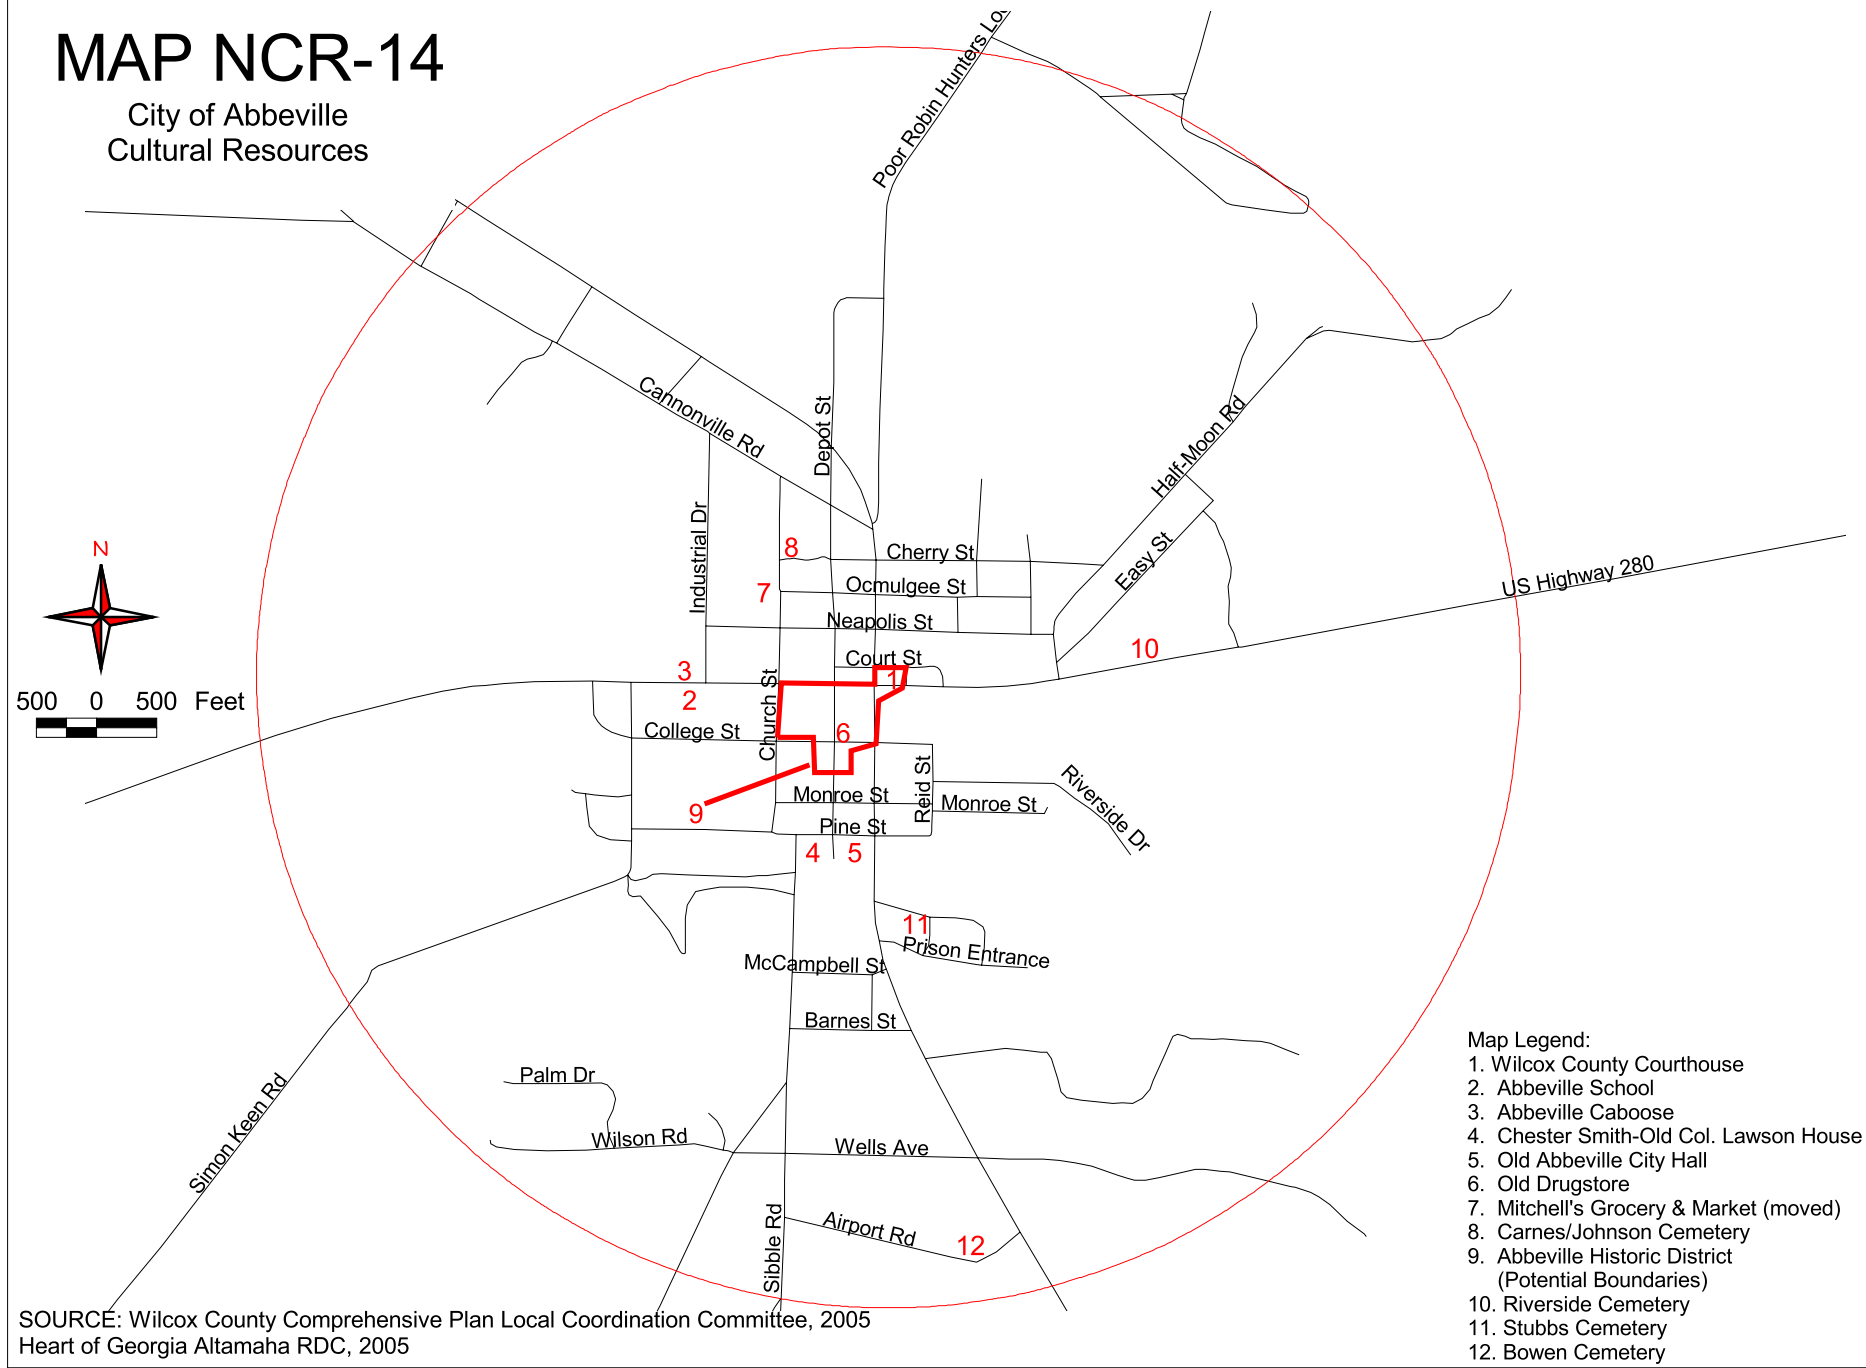 MAP NCR-14
City of Abbeville
Cultural Resources
Poor Robin Hunters
Cannonville Rd
Depot St
Half-Moon Rd
Industrial Dr
8
Cherry St
Easy St
US Highway 280
7
Ocmulgee St
Neapolis St
N
10
3
Court St
1
500 0 500 Feet
2
Church St
College St
6
Reid St
Riverside Dr
9
Monroe St
Monroe St
Pine St
4
5
11
Prison Entrance
McCampbell St
Barnes St
Palm Dr
Simon Keen Rd
Wilson Rd
Wells Ave
Sibble Rd
Airport Rd
12
Map Legend:
1. Wilcox County Courthouse
2. Abbeville School
3. Abbeville Caboose
4. Chester Smith-Old Col. Lawson House
5. Old Abbeville City Hall
6. Old Drugstore
7. Mitchell's Grocery & Market (moved)
8. Carnes/Johnson Cemetery
9. Abbeville Historic District
(Potential Boundaries)
10. Riverside Cemetery
11. Stubbs Cemetery
12. Bowen Cemetery
SOURCE: Wilcox County Comprehensive Plan Local Coordination Committee, 2005
Heart of Georgia Altamaha RDC, 2005